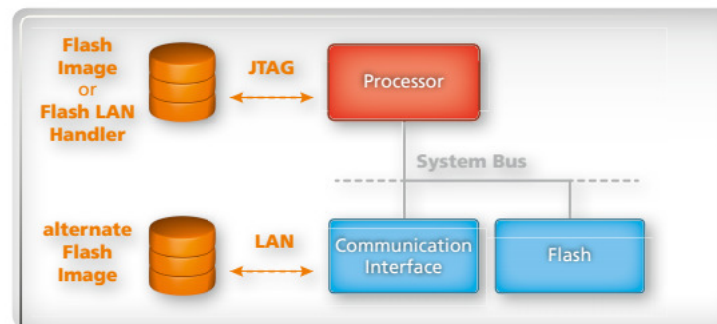 Flash
Image
or
Flash LAN
Handler
JTAG
Processor
System Bus
alternate
Flash
Image
LAN
Communication
Interface
Flash